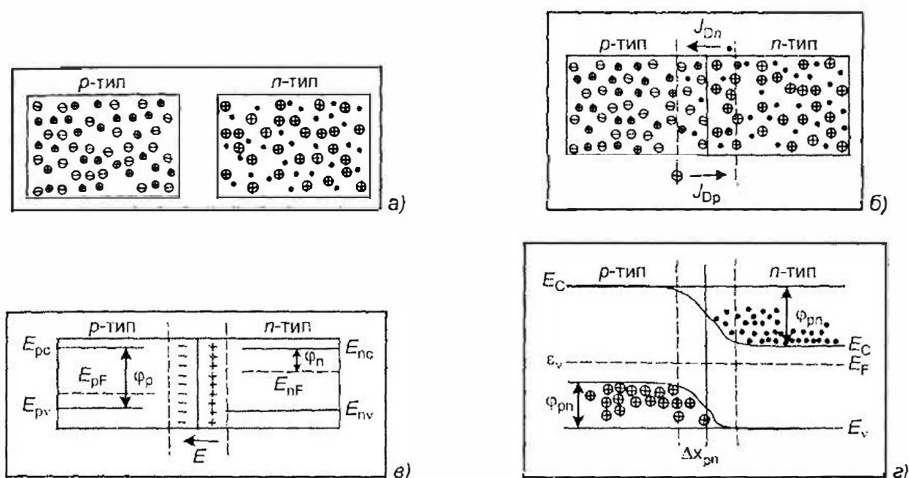 p-тип
n-тип
а)
J_Dn
p-тип
n-тип
J_Dp
б)
p-тип
n-тип
E_pc
E_nc
φ_n
E_pF
φ_p
E_nF
E_pv
E_nv
E
в)
p-тип
n-тип
E_C
φ_pn
E_C
ε_v
E_F
φ_pn
E_v
Δx_pn
г)